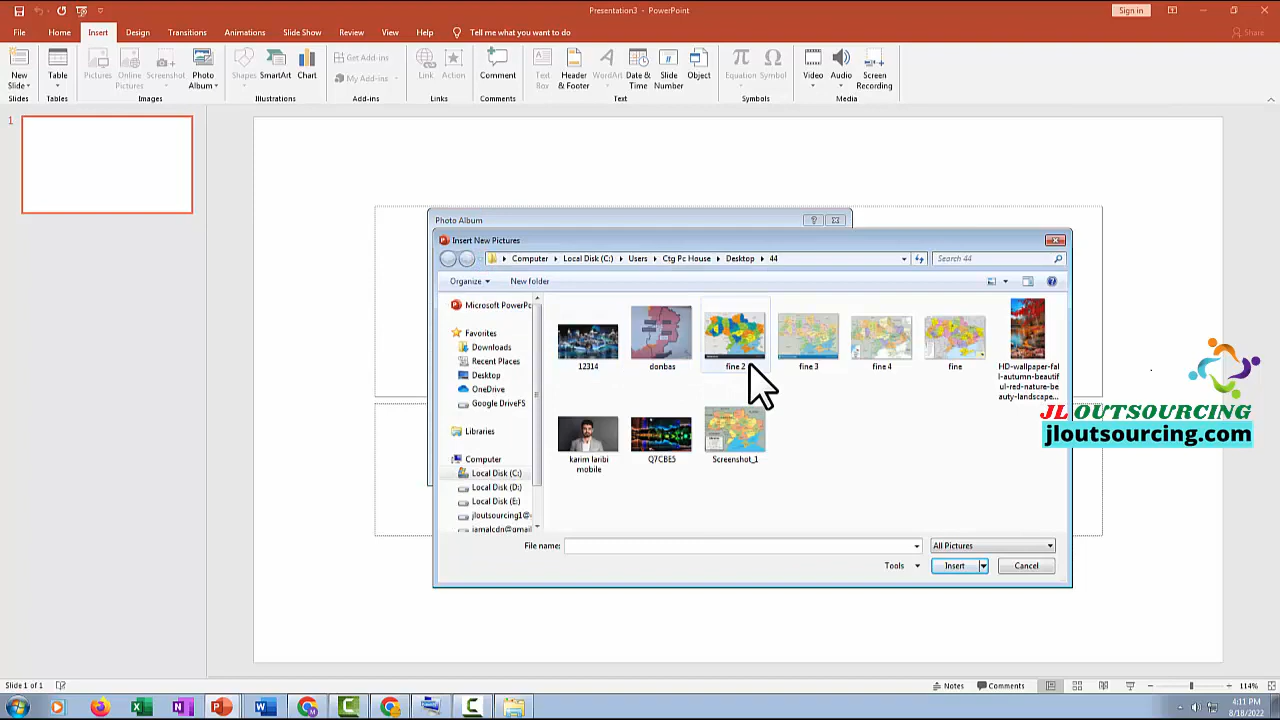 Presentation3 - PowerPoint
Sign in
File Home Insert Design Transitions Animations Slide Show Review View Help Tell me what you want to do
Share
New Slide
Table
Pictures
Online Pictures
Screenshot
Photo Album
Shapes
SmartArt
Chart
Get Add-ins
My Add-ins
Link
Action
Comment
Text Box
Header & Footer
WordArt
Date & Time
Slide Number
Object
Equation
Symbol
Video
Audio
Screen Recording
Slides Tables Images Illustrations Add-ins Links Comments Text Symbols Media
1
Photo Album
Insert New Pictures
Computer Local Disk (C:) Users Ctg Pc House Desktop 44
Search 44
Organize New folder
Microsoft PowerPc
Favorites
Downloads
Recent Places
Desktop
OneDrive
Google DriveFS
Libraries
Computer
Local Disk (C:)
Local Disk (D:)
Local Disk (E:)
jloutsourcing1@
jamalcdn@gmail
12314
donbas
fine 2
fine 3
fine 4
fine
HD-wallpaper-fal
l-autumn-beautif
ul-red-nature-be
auty-landscape...
karim laribi
mobile
Q7CBE5
Screenshot_1
File name:
All Pictures
Tools Insert Cancel
JL OUTSOURCING
jloutsourcing.com
Slide 1 of 1
Notes Comments 114%
4:11 PM
8/18/2022